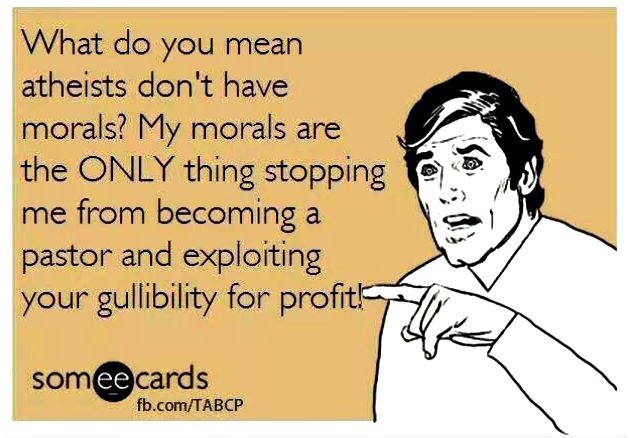 What do you mean
atheists don't have
morals? My morals are
the ONLY thing stopping
me from becoming a
pastor and exploiting
your gullibility for profit!
someecards
fb.com/TABCP